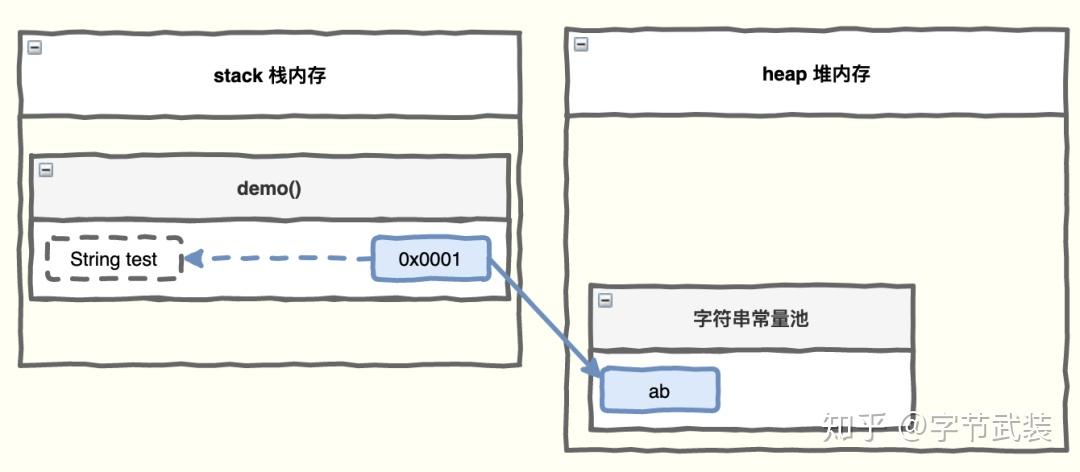 stack 栈内存
demo()
String test
0x0001
heap 堆内存
字符串常量池
ab
知乎 @字节武装